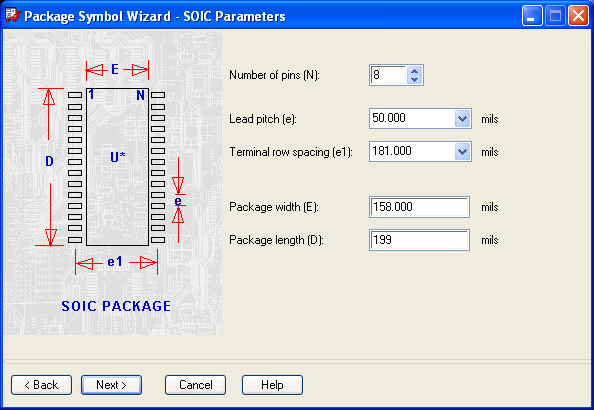 Package Symbol Wizard - SOIC Parameters
E
1 N
D
U*
e
e1
SOIC PACKAGE
Number of pins (N): 8
Lead pitch (e): 50.000 mils
Terminal row spacing (e1): 181.000 mils
Package width (E): 158.000 mils
Package length (D): 199 mils
< Back Next > Cancel Help